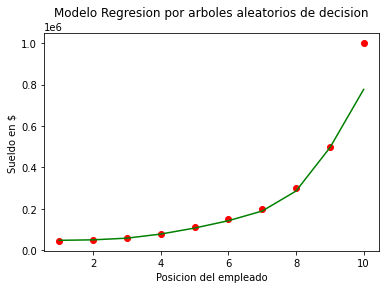 Modelo Regresion por arboles aleatorios de decision
1e6
1.0
0.8
0.6
0.4
0.2
0.0
Sueldo en $
2
4
6
8
10
Posicion del empleado